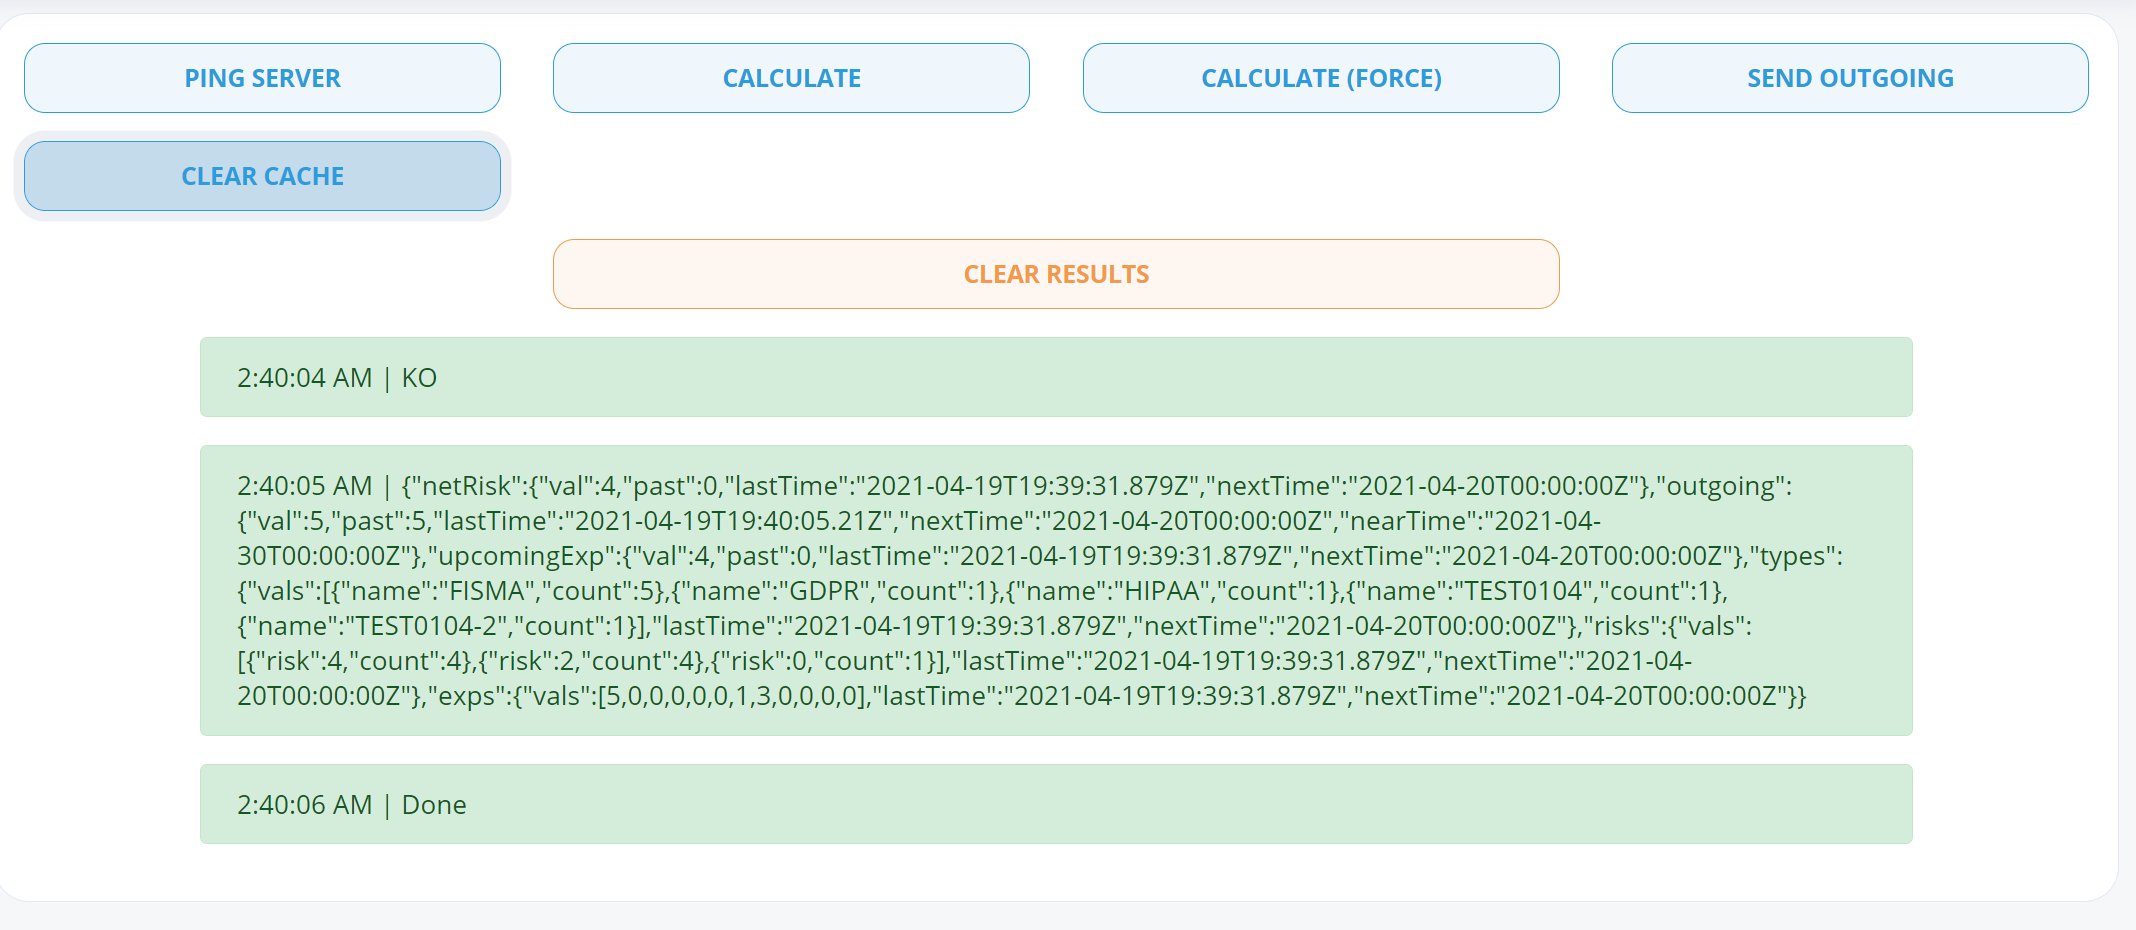 PING SERVER
CALCULATE
CALCULATE (FORCE)
SEND OUTGOING
CLEAR CACHE
CLEAR RESULTS
2:40:04 AM | KO
2:40:05 AM | {"netRisk":{"val":4,"past":0,"lastTime":"2021-04-19T19:39:31.879Z","nextTime":"2021-04-20T00:00:00Z"},"outgoing":
{"val":5,"past":5,"lastTime":"2021-04-19T19:40:05.21Z","nextTime":"2021-04-20T00:00:00Z","nearTime":"2021-04-
30T00:00:00Z"},"upcomingExp":{"val":4,"past":0,"lastTime":"2021-04-19T19:39:31.879Z","nextTime":"2021-04-20T00:00:00Z"},"types":
{"vals":[{"name":"FISMA","count":5},{"name":"GDPR","count":1},{"name":"HIPAA","count":1},{"name":"TEST0104","count":1},
{"name":"TEST0104-2","count":1}],"lastTime":"2021-04-19T19:39:31.879Z","nextTime":"2021-04-20T00:00:00Z"},"risks":{"vals":
[{"risk":4,"count":4},{"risk":2,"count":4},{"risk":0,"count":1}],"lastTime":"2021-04-19T19:39:31.879Z","nextTime":"2021-04-
20T00:00:00Z"},"exps":{"vals":[5,0,0,0,0,0,1,3,0,0,0,0],"lastTime":"2021-04-19T19:39:31.879Z","nextTime":"2021-04-20T00:00:00Z"}}
2:40:06 AM | Done